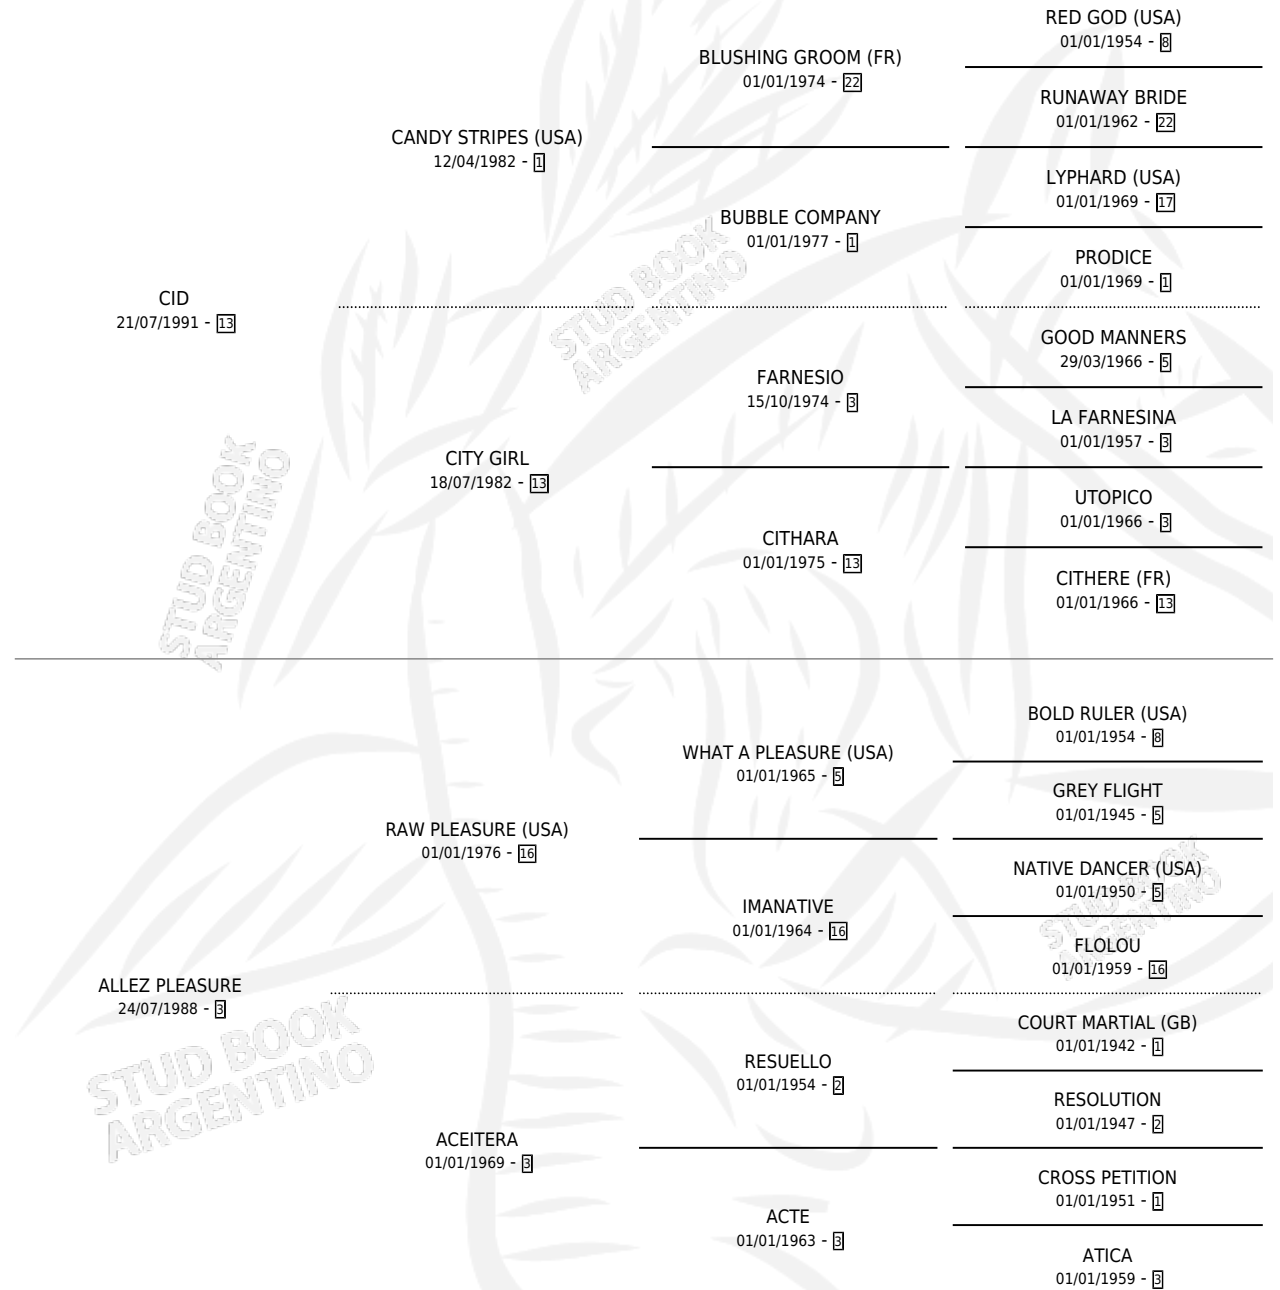 RED GOD (USA)
01/01/1954 - 8
BLUSHING GROOM (FR)
01/01/1974 - 22
RUNAWAY BRIDE
01/01/1962 - 22
CANDY STRIPES (USA)
12/04/1982 - 1
LYPHARD (USA)
01/01/1969 - 17
BUBBLE COMPANY
01/01/1977 - 1
PRODICE
01/01/1969 - 1
CID
21/07/1991 - 13
STUD BOOK
ARGENTINO
GOOD MANNERS
29/03/1966 - 5
FARNESIO
15/10/1974 - 3
LA FARNESINA
01/01/1957 - 3
CITY GIRL
18/07/1982 - 13
UTOPICO
01/01/1966 - 3
CITHARA
01/01/1975 - 13
CITHERE (FR)
01/01/1966 - 13
STUD BOOK
ARGENTINO
BOLD RULER (USA)
01/01/1954 - 8
WHAT A PLEASURE (USA)
01/01/1965 - 5
GREY FLIGHT
01/01/1945 - 5
RAW PLEASURE (USA)
01/01/1976 - 16
NATIVE DANCER (USA)
01/01/1950 - 5
STUD BOOK
ARGENTINO
IMANATIVE
01/01/1964 - 16
FLOLOU
01/01/1959 - 16
ALLEZ PLEASURE
24/07/1988 - 3
STUD BOOK
ARGENTINO
COURT MARTIAL (GB)
01/01/1942 - 1
RESUELLO
01/01/1954 - 2
RESOLUTION
01/01/1947 - 2
ACEITERA
01/01/1969 - 3
CROSS PETITION
01/01/1951 - 1
ACTE
01/01/1963 - 3
ATICA
01/01/1959 - 3